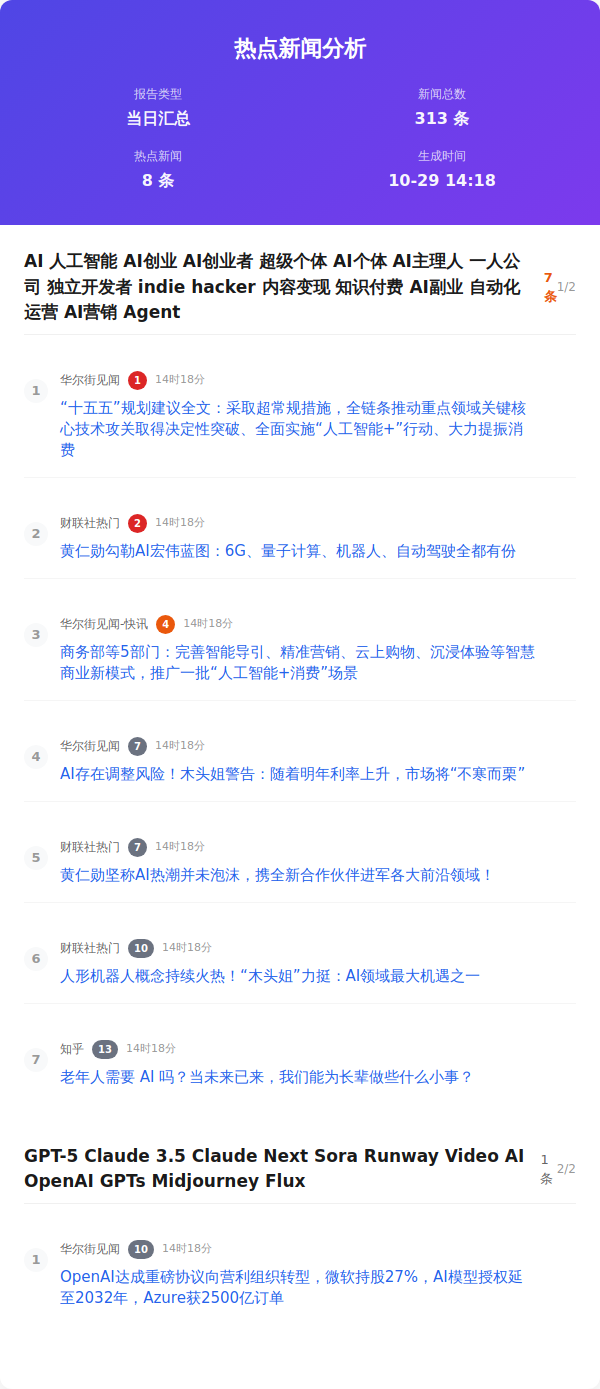 热点新闻分析
报告类型
当日汇总
新闻总数
313 条
热点新闻
8 条
生成时间
10-29 14:18
AI 人工智能 AI创业 AI创业者 超级个体 AI个体 AI主理人 一人公
司 独立开发者 indie hacker 内容变现 知识付费 AI副业 自动化
运营 AI营销 Agent
7
条
1/2
1
华尔街见闻 1 14时18分
“十五五”规划建议全文：采取超常规措施，全链条推动重点领域关键核
心技术攻关取得决定性突破、全面实施“人工智能+”行动、大力提振消
费
2
财联社热门 2 14时18分
黄仁勋勾勒AI宏伟蓝图：6G、量子计算、机器人、自动驾驶全都有份
3
华尔街见闻-快讯 4 14时18分
商务部等5部门：完善智能导引、精准营销、云上购物、沉浸体验等智慧
商业新模式，推广一批“人工智能+消费”场景
4
华尔街见闻 7 14时18分
AI存在调整风险！木头姐警告：随着明年利率上升，市场将“不寒而栗”
5
财联社热门 7 14时18分
黄仁勋坚称AI热潮并未泡沫，携全新合作伙伴进军各大前沿领域！
6
财联社热门 10 14时18分
人形机器人概念持续火热！“木头姐”力挺：AI领域最大机遇之一
7
知乎 13 14时18分
老年人需要 AI 吗？当未来已来，我们能为长辈做些什么小事？
GPT-5 Claude 3.5 Claude Next Sora Runway Video AI
OpenAI GPTs Midjourney Flux
1
条
2/2
1
华尔街见闻 10 14时18分
OpenAI达成重磅协议向营利组织转型，微软持股27%，AI模型授权延
至2032年，Azure获2500亿订单